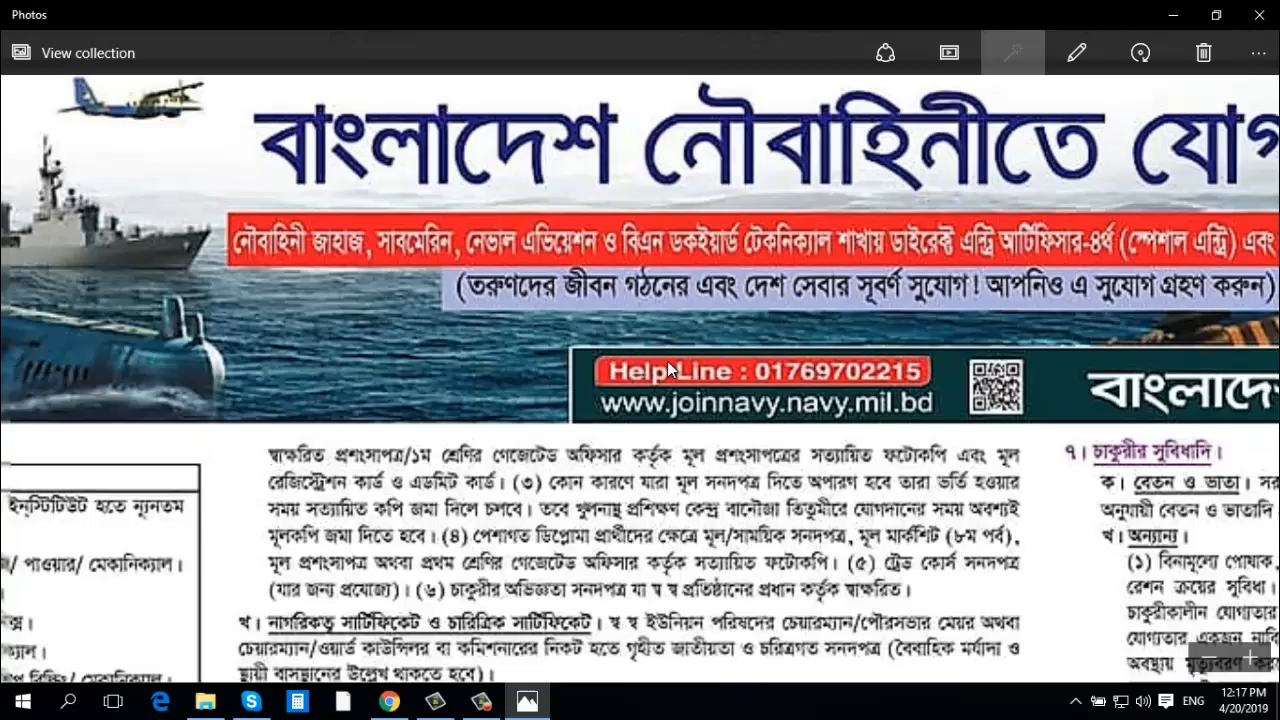 Photos
View collection
বাংলাদেশ নৌবাহিনীতে
নৌবাহিনী জাহাজ, সাবমেরিন, নেভাল এভিয়েশন ও বিএন ডকইয়ার্ড টেকনিক্যাল শাখায় ডাইরেক্ট এন্ট্রি আর্টিফিসার-৪র্থ (স্পেশাল এন্ট্রি) এবং
(তরুণদের জীবন গঠনের এবং দেশ সেবার সূবর্ণ সুযোগ! আপনিও এ সুযোগ গ্রহণ করুন)
Help Line : 01769702215
www.joinnavy.navy.mil.bd
ইন্স্টিটিউট হতে ন্যূনতম
পাওয়ার/ মেকানিক্যাল।
স্বাক্ষরিত প্রশংসাপত্র/১ম শ্রেণির গেজেটেড অফিসার কর্তৃক মূল প্রশংসাপত্রের সত্যায়িত ফটোকপি এবং মূল
রেজিস্ট্রেশন কার্ড ও এডমিট কার্ড। (৩) কোন কারণে যারা মূল সনদপত্র দিতে অপারগ হবে তারা ভর্তি হওয়ার
সময় সত্যায়িত কপি জমা দিলে চলবে। তবে খুলনাস্থ প্রশিক্ষণ কেন্দ্র বানৌজা তিতুমীরে যোগদানের সময় অবশ্যই
মূলকপি জমা দিতে হবে। (৪) পেশাগত ডিপ্লোমা প্রার্থীদের ক্ষেত্রে মূল/সাময়িক সনদপত্র, মূল মার্কশিট (৮ম পর্ব),
মূল প্রশংসাপত্র অথবা প্রথম শ্রেণির গেজেটেড অফিসার কর্তৃক সত্যায়িত ফটোকপি। (৫) ট্রেড কোর্স সনদপত্র
(যার জন্য প্রযোজ্য)। (৬) চাকুরীর অভিজ্ঞতা সনদপত্র যা স্ব স্ব প্রতিষ্ঠানের প্রধান কর্তৃক স্বাক্ষরিত।
খ। নাগরিকত্ব সার্টিফিকেট ও চারিত্রিক সার্টিফিকেট। স্ব স্ব ইউনিয়ন পরিষদের চেয়ারম্যান/পৌরসভার মেয়র অথবা
চেয়ারম্যান/ওয়ার্ড কাউন্সিলর বা কমিশনারের নিকট হতে গৃহীত জাতীয়তা ও চরিত্রগত সনদপত্র (বৈবাহিক মর্যাদা ও
স্থায়ী বাসস্থানের উল্লেখ থাকতে হবে)।
৭। চাকুরীর সুবিধাদি।
ক। বেতন ও ভাতা।
অনুযায়ী বেতন ও ভাতাদি
খ। অন্যান্য।
(১) বিনামূল্যে পোষাক,
রেশন ক্রয়ের সুবিধা।
চাকুরীকালীন যোগ্যতার
যোগ্যতার একজন
অবস্থায় মৃত্যুবরণ
ENG
12:17 PM
4/20/2019